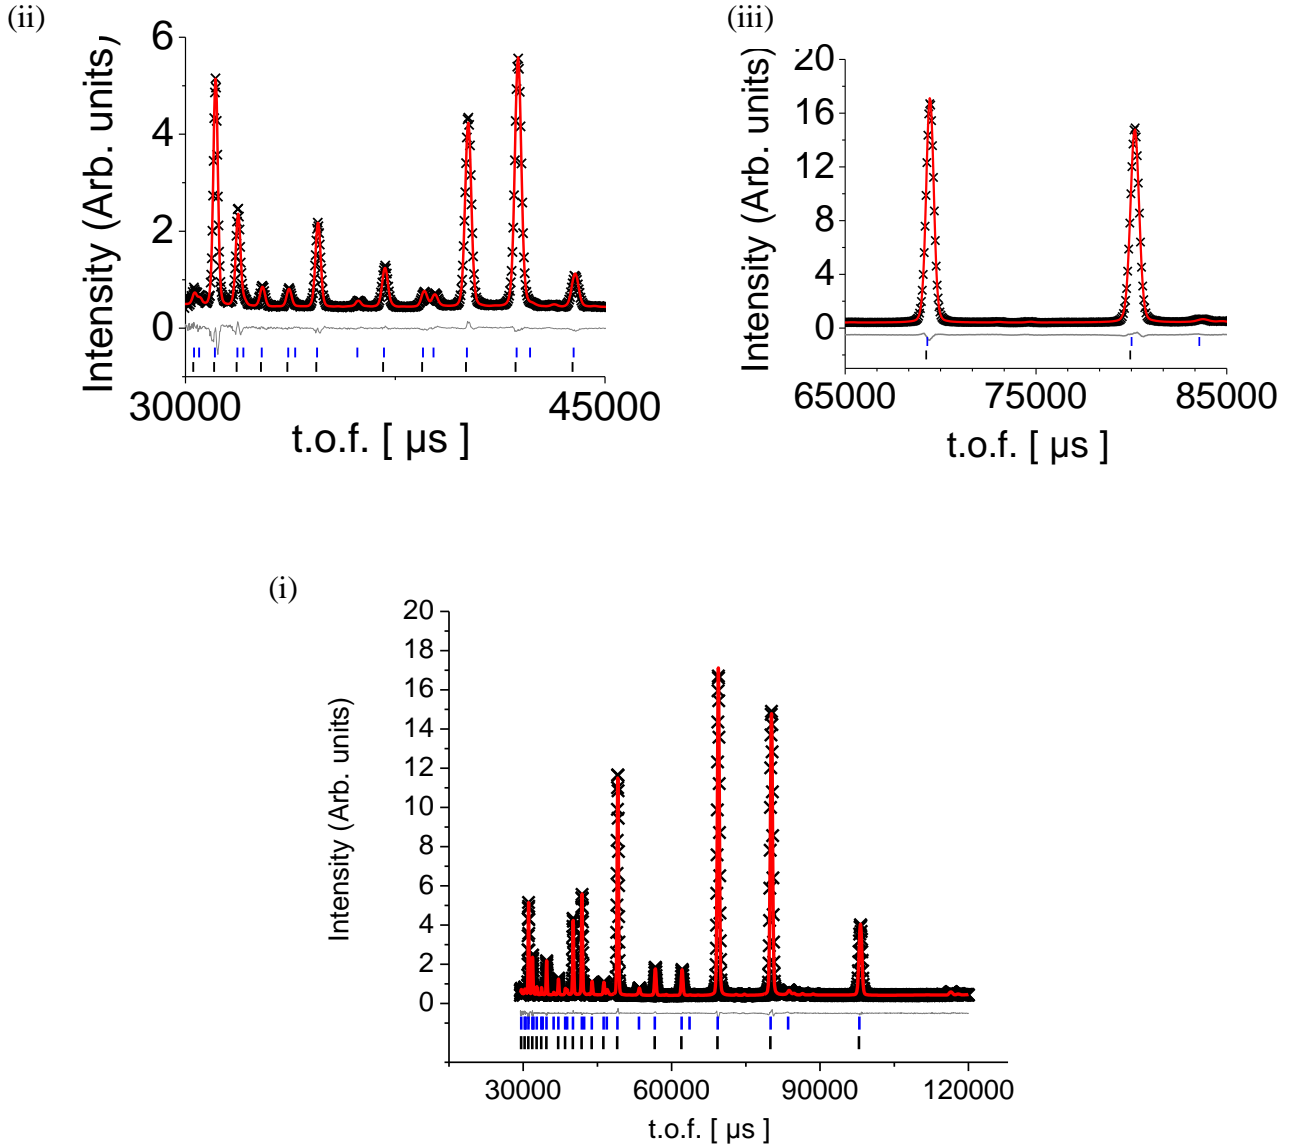 (ii)
6
4
2
0
Intensity (Arb. units)
30000 45000
t.o.f. [ µs ]
(iii)
20
16
12
8
4
0
Intensity (Arb. units)
65000 75000 85000
t.o.f. [ µs ]
(i)
20
18
16
14
12
10
8
6
4
2
0
Intensity (Arb. units)
30000 60000 90000 120000
t.o.f. [ µs ]